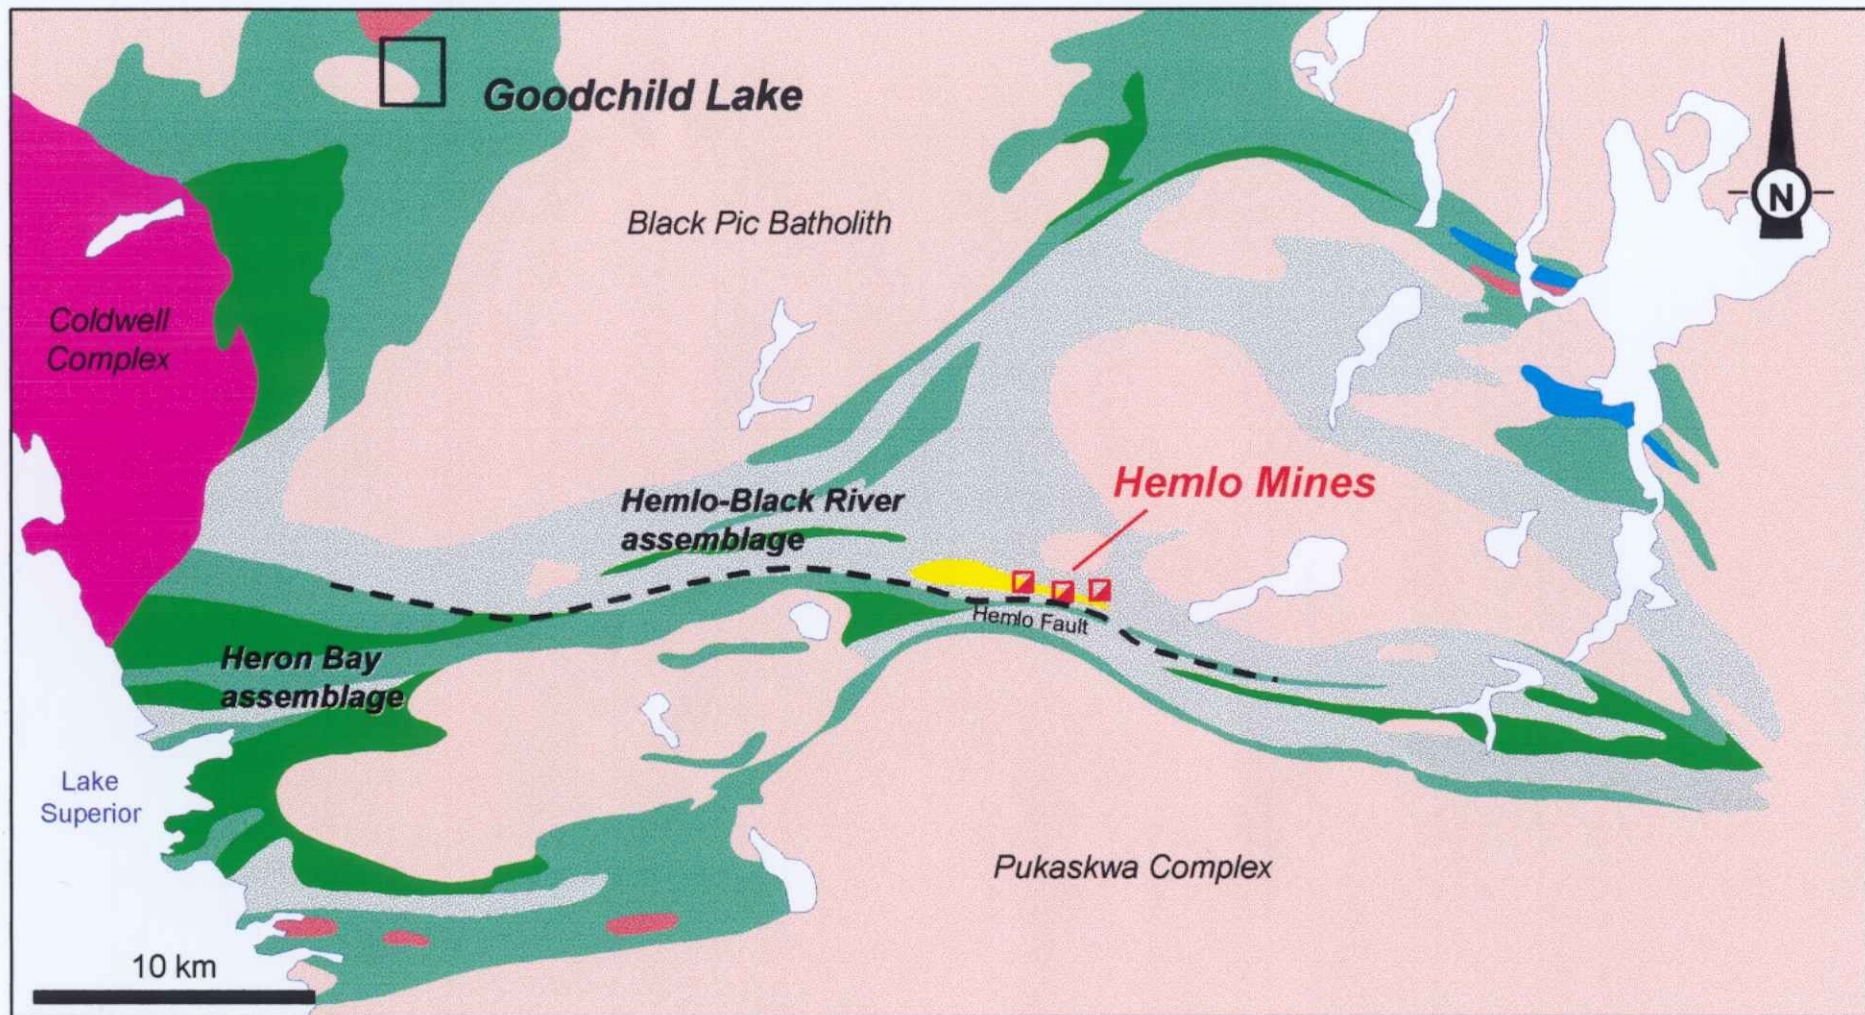 Goodchild Lake
Black Pic Batholith
N
Coldwell
Complex
Hemlo Mines
Hemlo-Black River
assemblage
Hemlo Fault
Heron Bay
assemblage
Lake
Superior
Pukaskwa Complex
10 km